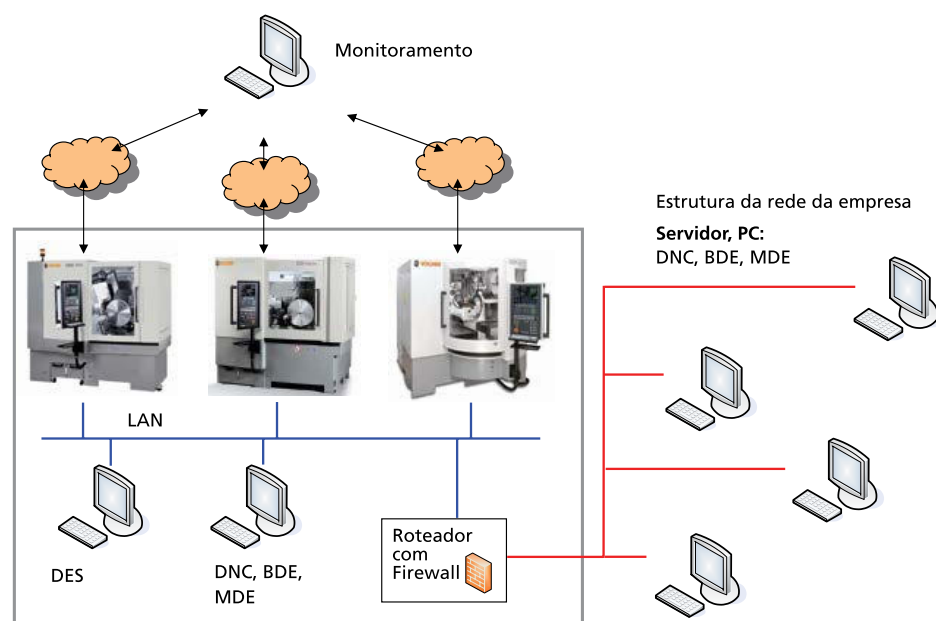 Monitoramento
Estrutura da rede da empresa
Servidor, PC:
DNC, BDE, MDE
LAN
DES
DNC, BDE,
MDE
Roteador
com
Firewall